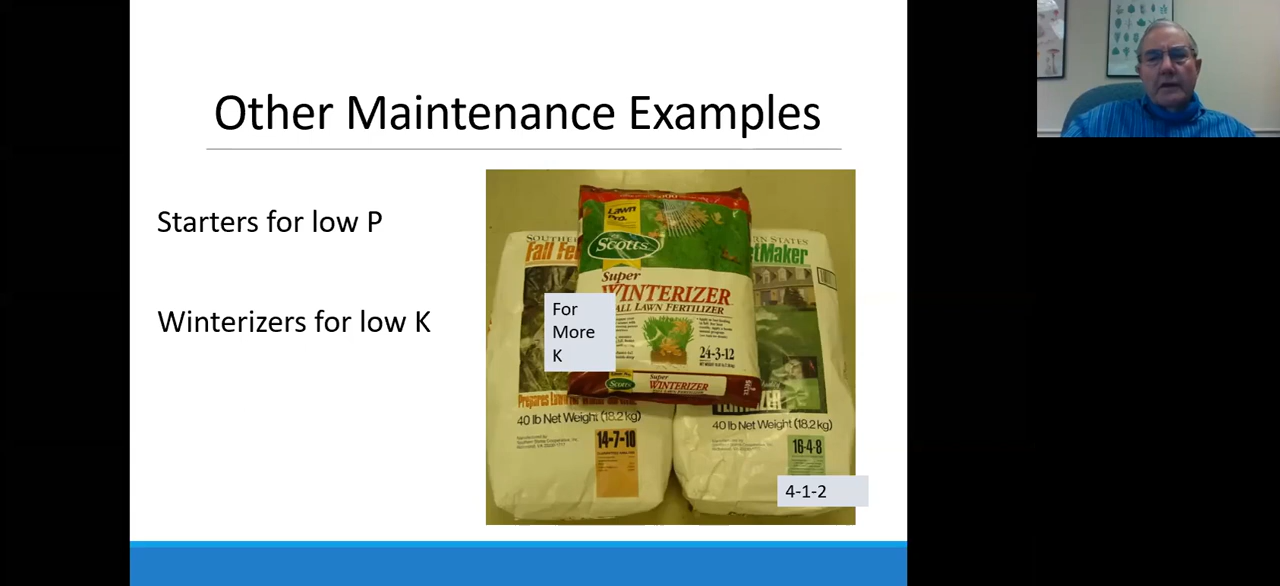 Other Maintenance Examples
Starters for low P
Winterizers for low K
Lawn
Pro.
Scotts
Super
WINTERIZER
LAWN FERTILIZER
24-3-12
For
More
K
Scotts
Super
WINTERIZER
Fall
40 lb Net Weight (18.2 kg)
14-7-10
STATES
40 lb Net Weight (18.2 kg)
16-4-8
4-1-2